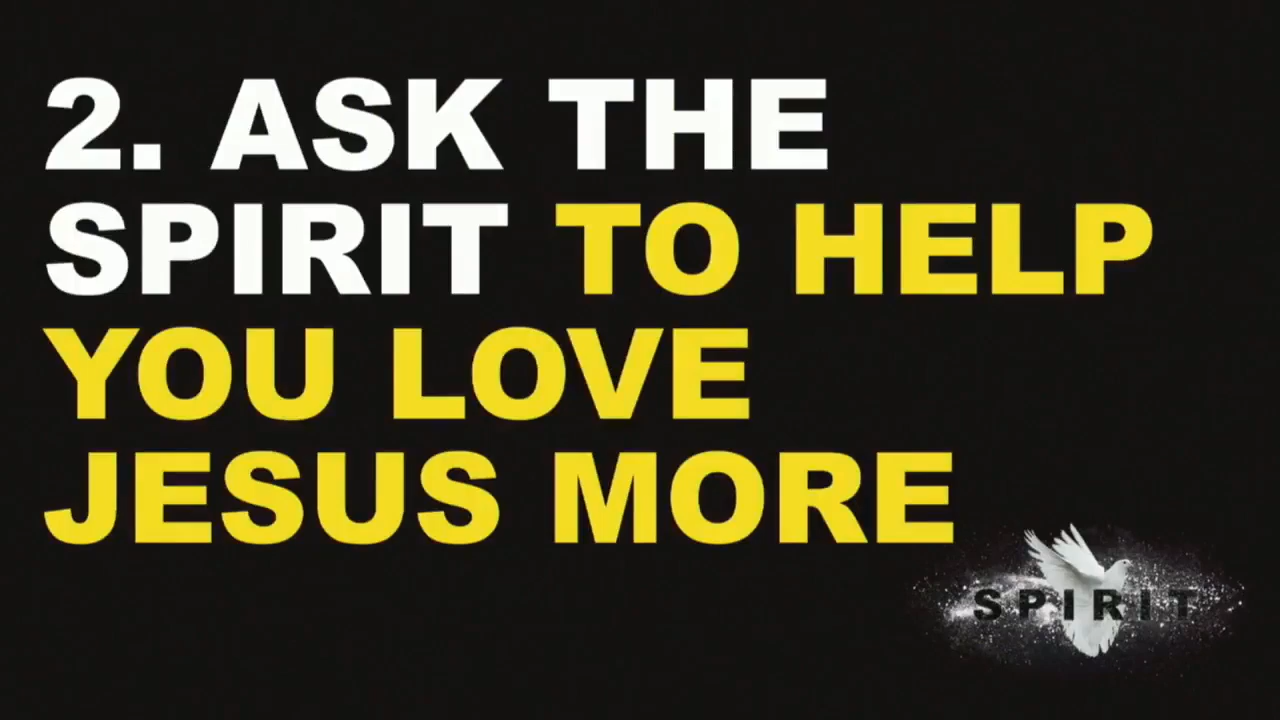 2. ASK THE
SPIRIT TO HELP
YOU LOVE
JESUS MORE
SPIRIT